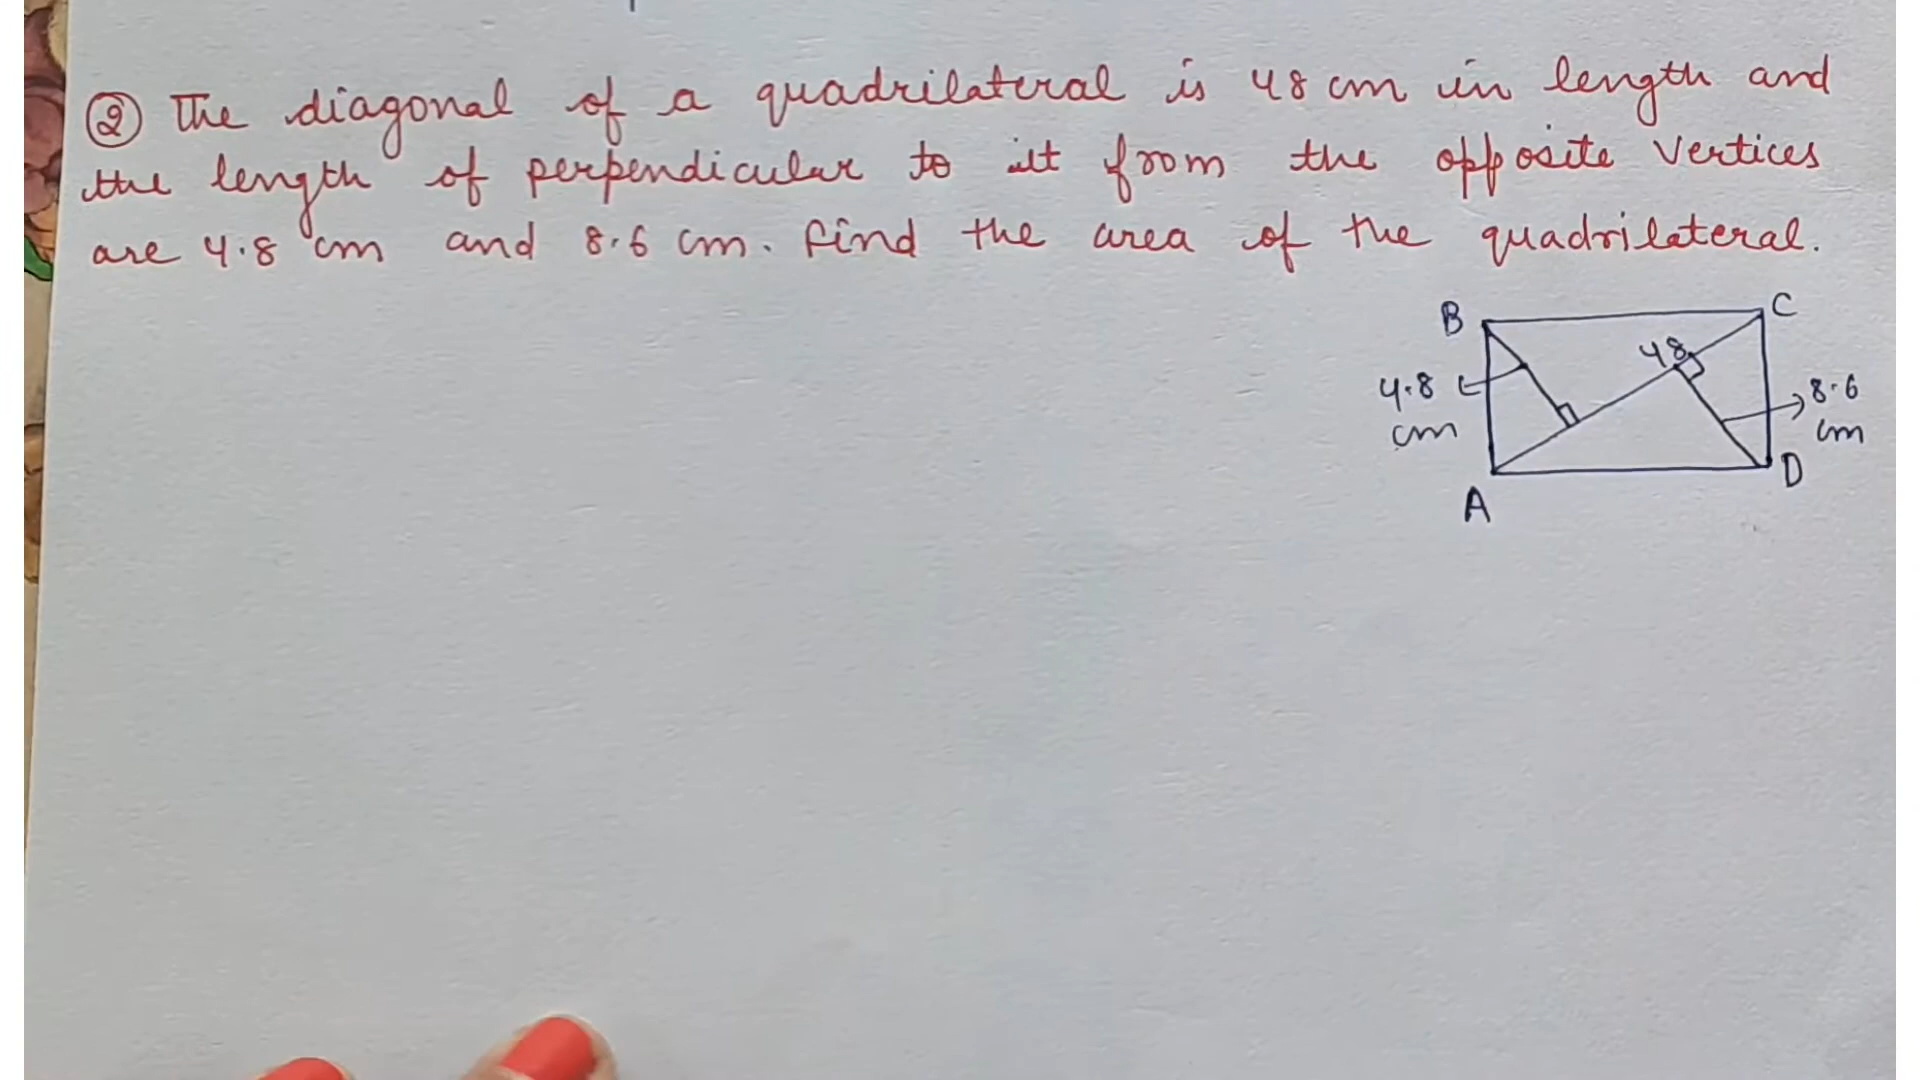 ② The diagonal of a quadrilateral is 48 cm in length and
the length of perpendicular to it from the opposite vertices
are 4.8 cm and 8.6 cm. find the area of the quadrilateral.
B
C
48
4.8
cm
8.6
cm
A
D